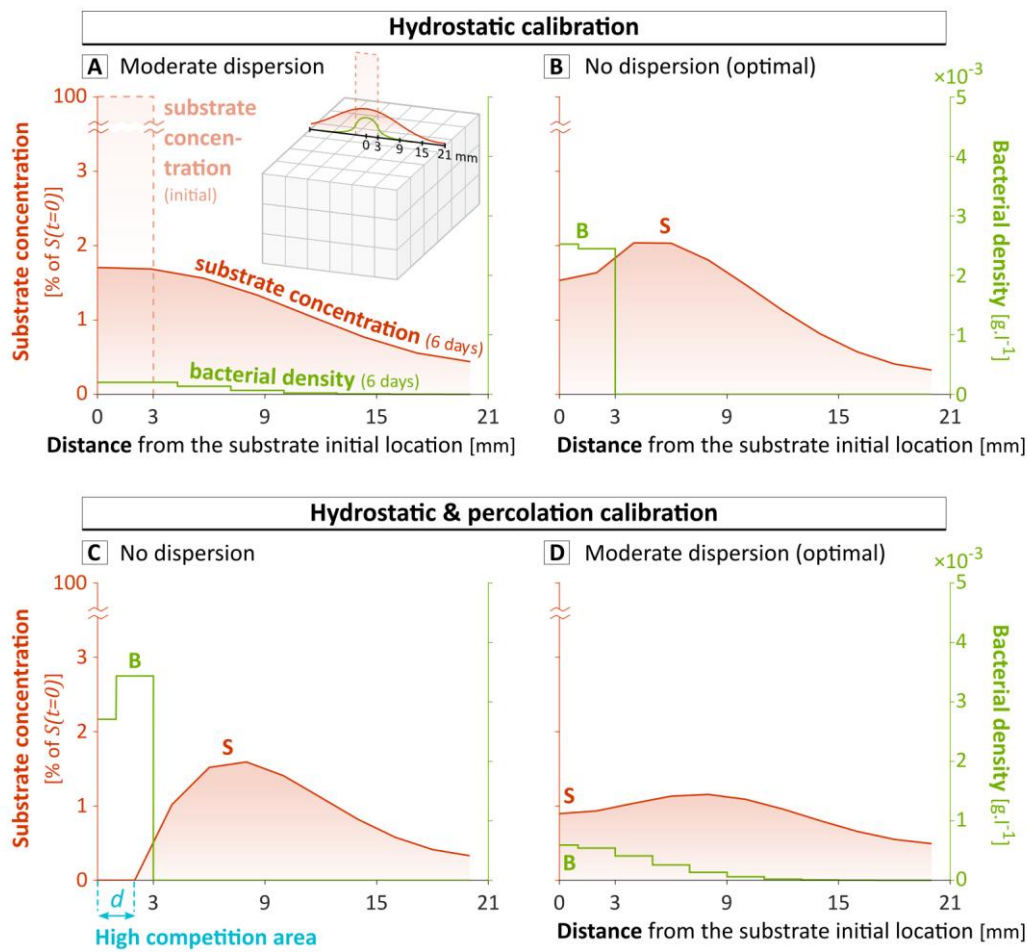 Hydrostatic calibration
A Moderate dispersion
B No dispersion (optimal)
×10⁻³
Substrate concentration
[% of S(t=0)]
100
3
2
1
0
substrate
concen-
tration
(initial)
0 3 9 15 21 mm
substrate concentration (6 days)
bacterial density (6 days)
0 3 9 15 21
Distance from the substrate initial location [mm]
B
S
5
4
3
2
1
0
Bacterial density [g.l⁻¹]
0 3 9 15 21
Distance from the substrate initial location [mm]
Hydrostatic & percolation calibration
C No dispersion
D Moderate dispersion (optimal)
×10⁻³
Substrate concentration
[% of S(t=0)]
100
3
2
1
0
B
S
3 9 15 21
d
High competition area
S
B
5
4
3
2
1
0
Bacterial density [g.l⁻¹]
0 3 9 15 21
Distance from the substrate initial location [mm]